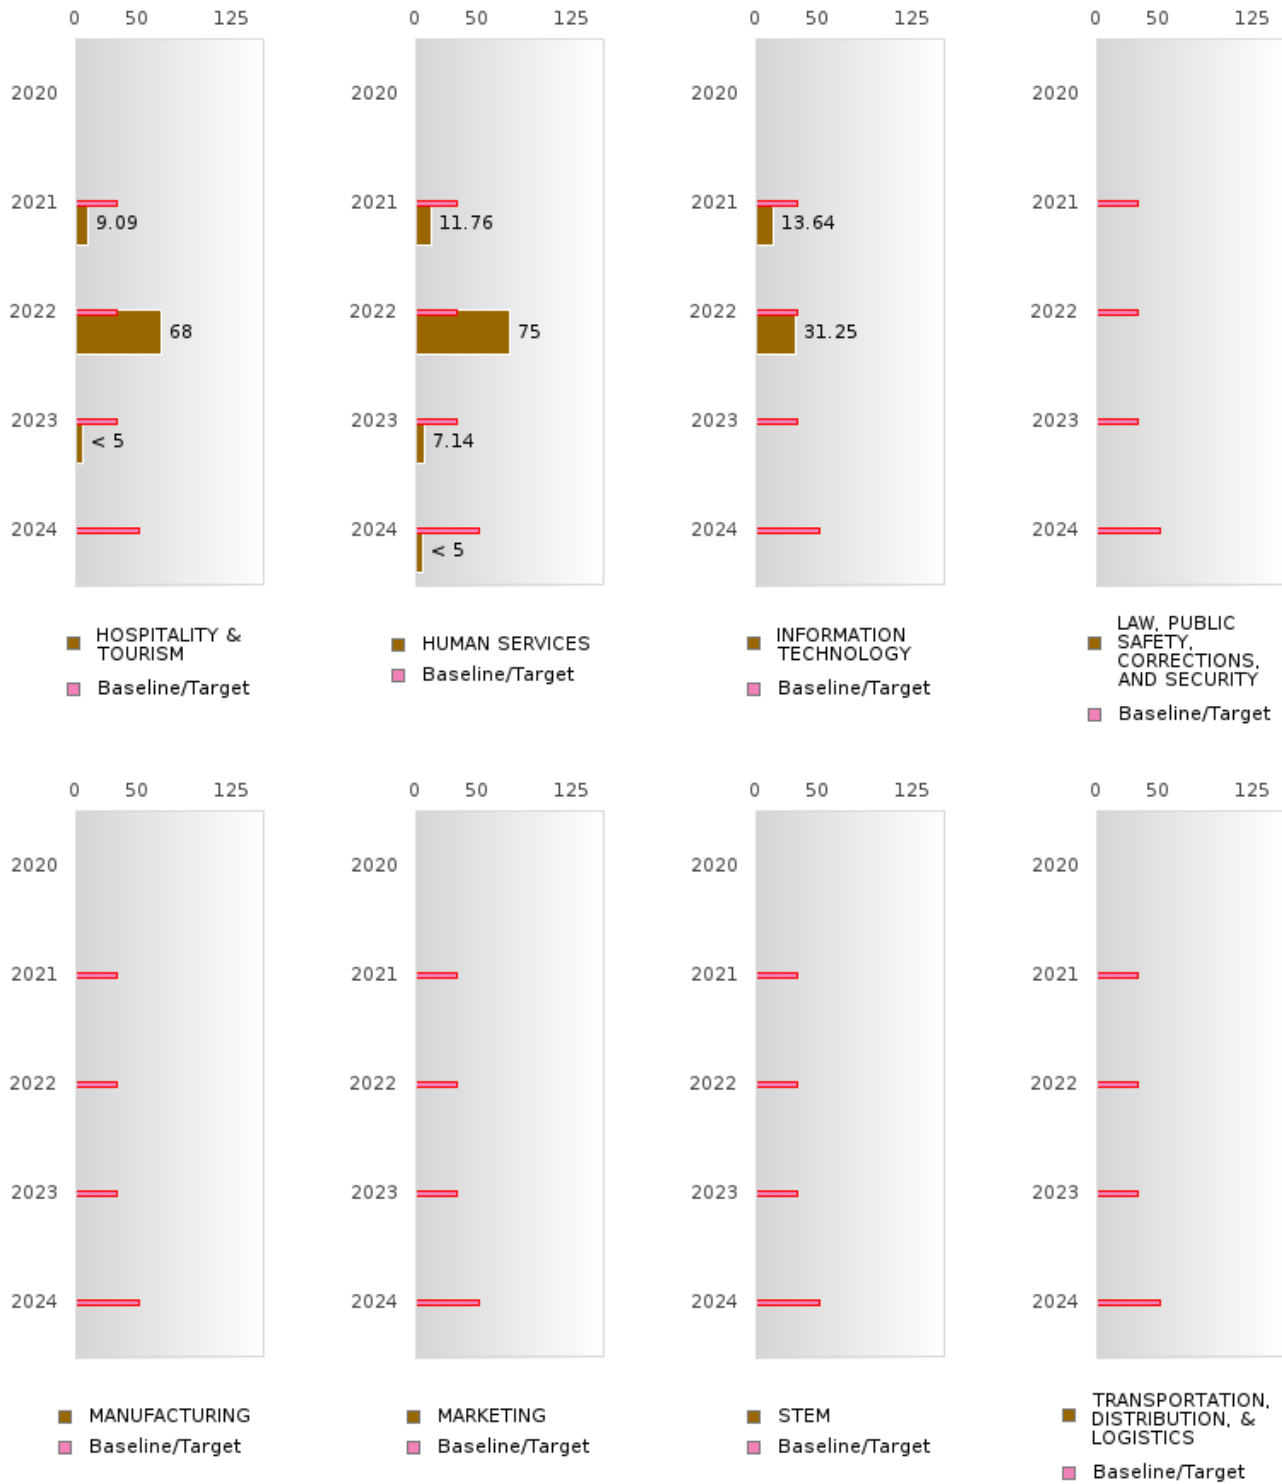 0 50 125 0 50 125 0 50 125 0 50 125
2020 2020 2020 2020
2021 2021 2021 2021
9.09 11.76 13.64
2022 2022 2022 2022
68 75 31.25
2023 2023 2023 2023
< 5 7.14
2024 2024 2024 2024
< 5
HOSPITALITY &
TOURISM
Baseline/Target
HUMAN SERVICES
Baseline/Target
INFORMATION
TECHNOLOGY
Baseline/Target
LAW, PUBLIC
SAFETY,
CORRECTIONS,
AND SECURITY
Baseline/Target
0 50 125 0 50 125 0 50 125 0 50 125
2020 2020 2020 2020
2021 2021 2021 2021
2022 2022 2022 2022
2023 2023 2023 2023
2024 2024 2024 2024
MANUFACTURING
Baseline/Target
MARKETING
Baseline/Target
STEM
Baseline/Target
TRANSPORTATION,
DISTRIBUTION, &
LOGISTICS
Baseline/Target